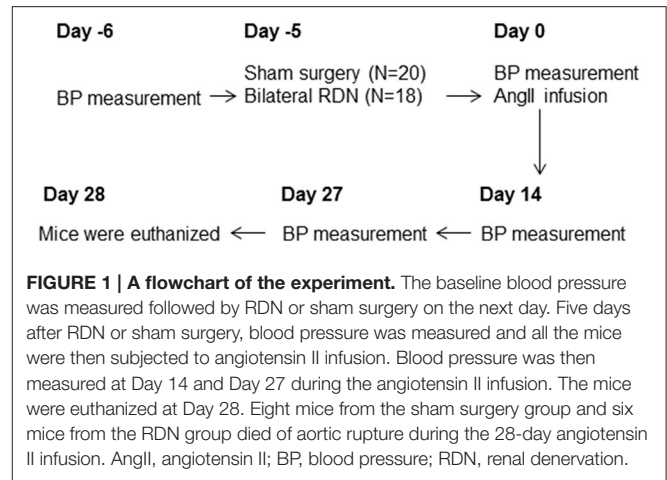 Day -6 Day -5 Day 0
Sham surgery (N=20) BP measurement
BP measurement Bilateral RDN (N=18) AngII infusion
Day 28 Day 27 Day 14
Mice were euthanized BP measurement BP measurement
FIGURE 1 | A flowchart of the experiment. The baseline blood pressure
was measured followed by RDN or sham surgery on the next day. Five days
after RDN or sham surgery, blood pressure was measured and all the mice
were then subjected to angiotensin II infusion. Blood pressure was then
measured at Day 14 and Day 27 during the angiotensin II infusion. The mice
were euthanized at Day 28. Eight mice from the sham surgery group and six
mice from the RDN group died of aortic rupture during the 28-day angiotensin
II infusion. AngII, angiotensin II; BP, blood pressure; RDN, renal denervation.